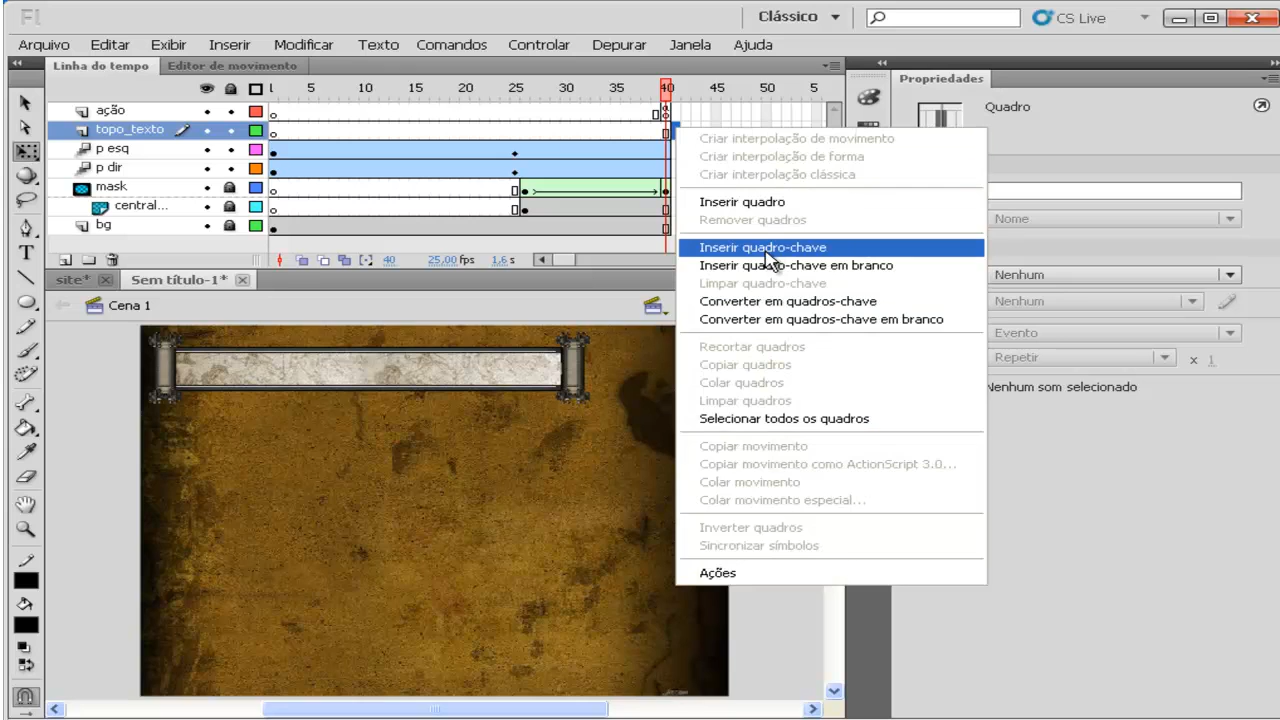 Fl Clássico CS Live
Arquivo Editar Exibir Inserir Modificar Texto Comandos Controlar Depurar Janela Ajuda
Linha do tempo Editor de movimento
Propriedades
1 5 10 15 20 25 30 35 40 45 50 5
Quadro
ação
topo_texto
p esq
p dir
mask
central...
bg
40 25,00 fps 1,6 s
site* Sem título-1*
Cena 1
Criar interpolação de movimento
Criar interpolação de forma
Criar interpolação clássica
Inserir quadro
Remover quadros
Inserir quadro-chave
Inserir quadro-chave em branco
Limpar quadro-chave
Converter em quadros-chave
Converter em quadros-chave em branco
Recortar quadros
Copiar quadros
Colar quadros
Limpar quadros
Selecionar todos os quadros
Copiar movimento
Copiar movimento como ActionScript 3.0...
Colar movimento
Colar movimento especial...
Inverter quadros
Sincronizar símbolos
Ações
Nome
Nenhum
Nenhum
Evento
Repetir x 1
Nenhum som selecionado